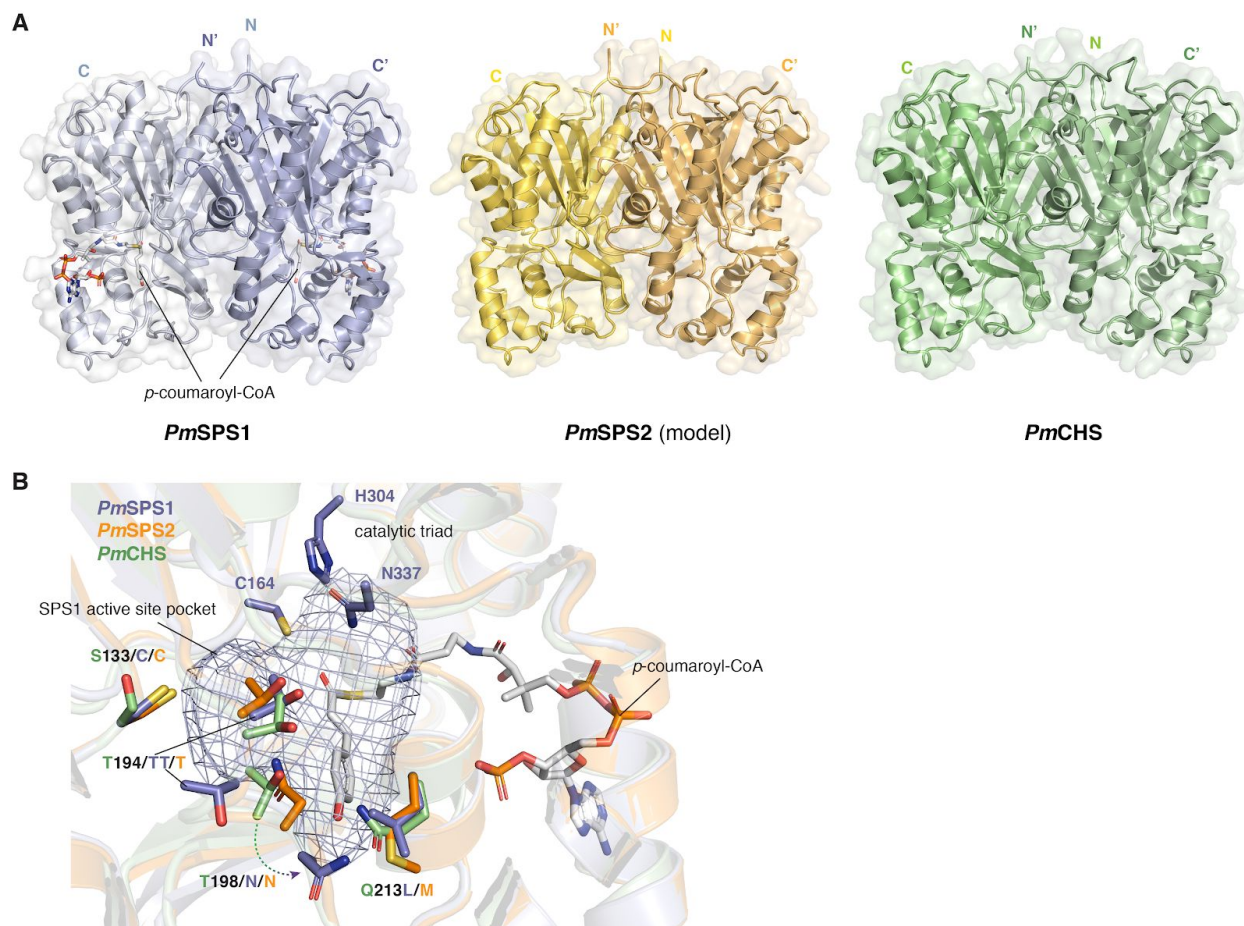 A
N' N
C C'
N' N
C C'
N' N
C C'
p-coumaroyl-CoA
PmSPS1
PmSPS2 (model)
PmCHS
B
PmSPS1
PmSPS2
PmCHS
H304
catalytic triad
N337
C164
SPS1 active site pocket
S133/C/C
p-coumaroyl-CoA
T194/TT/T
T198/N/N
Q213L/M